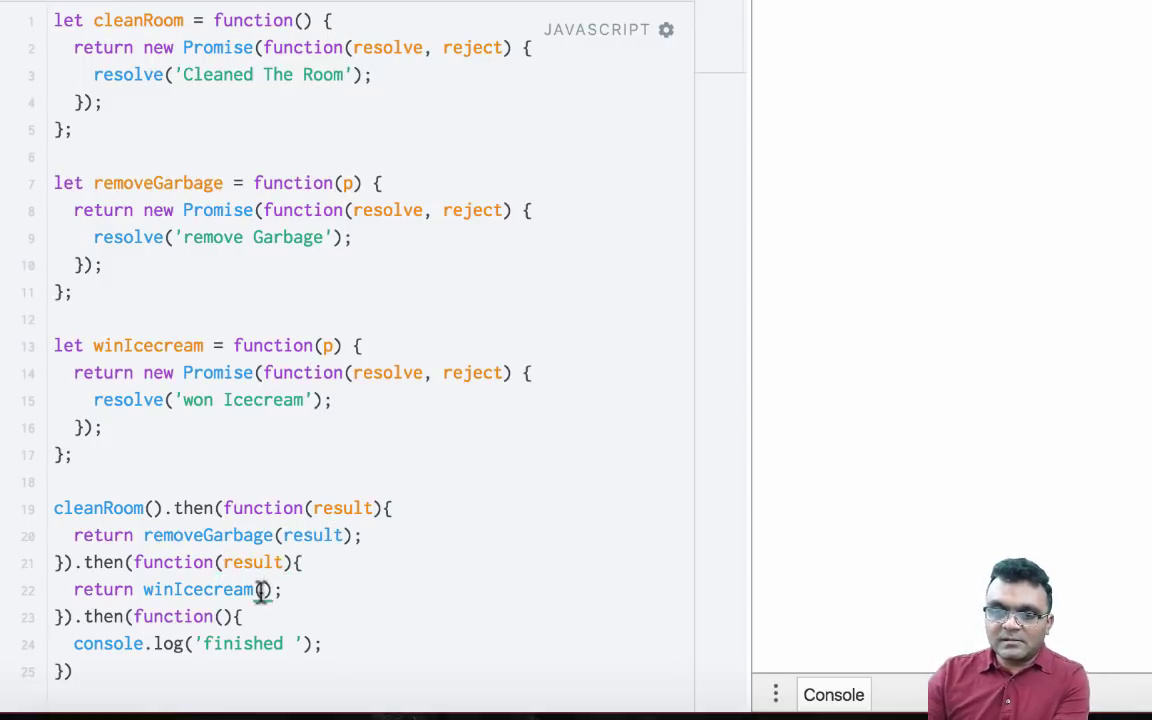 JAVASCRIPT
1 let cleanRoom = function() {
2 return new Promise(function(resolve, reject) {
3 resolve('Cleaned The Room');
4 });
5 };
6
7 let removeGarbage = function(p) {
8 return new Promise(function(resolve, reject) {
9 resolve('remove Garbage');
10 });
11 };
12
13 let winIcecream = function(p) {
14 return new Promise(function(resolve, reject) {
15 resolve('won Icecream');
16 });
17 };
18
19 cleanRoom().then(function(result){
20 return removeGarbage(result);
21 }).then(function(result){
22 return winIcecream();
23 }).then(function(){
24 console.log('finished ');
25 })
Console